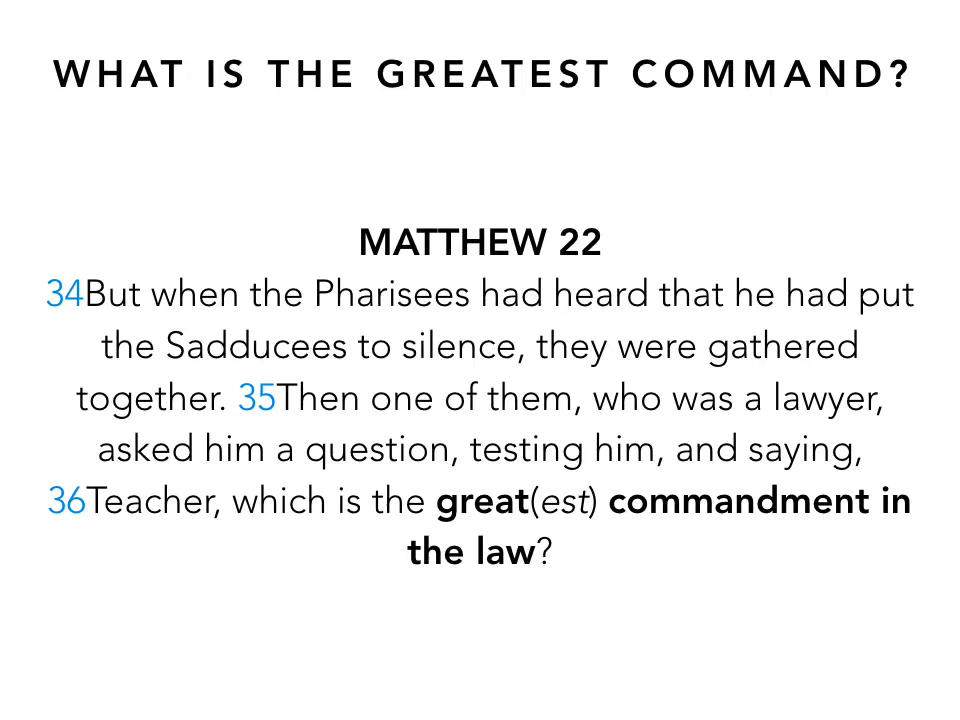 WHAT IS THE GREATEST COMMAND?
MATTHEW 22
34But when the Pharisees had heard that he had put
the Sadducees to silence, they were gathered
together. 35Then one of them, who was a lawyer,
asked him a question, testing him, and saying,
36Teacher, which is the great(est) commandment in
the law?